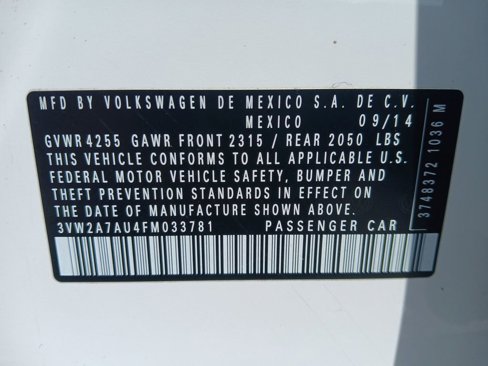 MFD BY VOLKSWAGEN DE MEXICO S.A. DE C.V.
MEXICO 09/14
GVWR 4255 GAWR FRONT 2315 / REAR 2050 LBS
THIS VEHICLE CONFORMS TO ALL APPLICABLE U.S.
FEDERAL MOTOR VEHICLE SAFETY, BUMPER AND
THEFT PREVENTION STANDARDS IN EFFECT ON
THE DATE OF MANUFACTURE SHOWN ABOVE.
3VW2A7AU4FM033781 PASSENGER CAR
3748372 1036 M